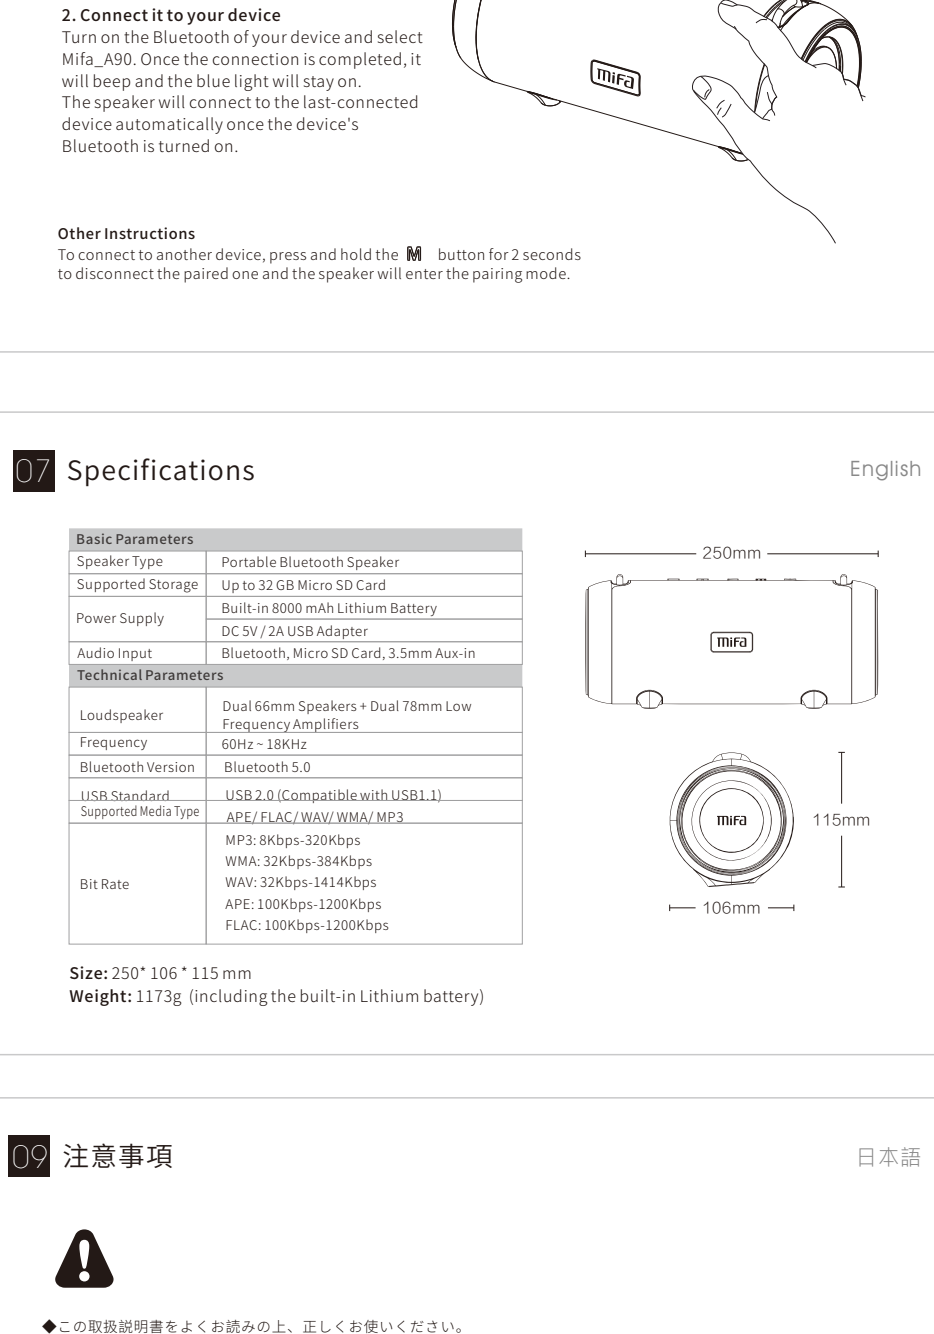 2. Connect it to your device
Turn on the Bluetooth of your device and select
Mifa_A90. Once the connection is completed, it
will beep and the blue light will stay on.
The speaker will connect to the last-connected
device automatically once the device's
Bluetooth is turned on.
mifa
Other Instructions
To connect to another device, press and hold the M button for 2 seconds
to disconnect the paired one and the speaker will enter the pairing mode.
07 Specifications
English
Basic Parameters
Speaker Type Portable Bluetooth Speaker
Supported Storage Up to 32 GB Micro SD Card
Power Supply Built-in 8000 mAh Lithium Battery
DC 5V / 2A USB Adapter
Audio Input Bluetooth, Micro SD Card, 3.5mm Aux-in
Technical Parameters
Loudspeaker Dual 66mm Speakers + Dual 78mm Low
Frequency Amplifiers
Frequency 60Hz ~ 18KHz
Bluetooth Version Bluetooth 5.0
USB Standard USB 2.0 (Compatible with USB1.1)
Supported Media Type APE/ FLAC/ WAV/ WMA/ MP3
Bit Rate MP3: 8Kbps-320Kbps
WMA: 32Kbps-384Kbps
WAV: 32Kbps-1414Kbps
APE: 100Kbps-1200Kbps
FLAC: 100Kbps-1200Kbps
250mm
mifa
mifa
115mm
106mm
Size: 250* 106 * 115 mm
Weight: 1173g (including the built-in Lithium battery)
09 注意事項
日本語
◆この取扱説明書をよくお読みの上、正しくお使いください。